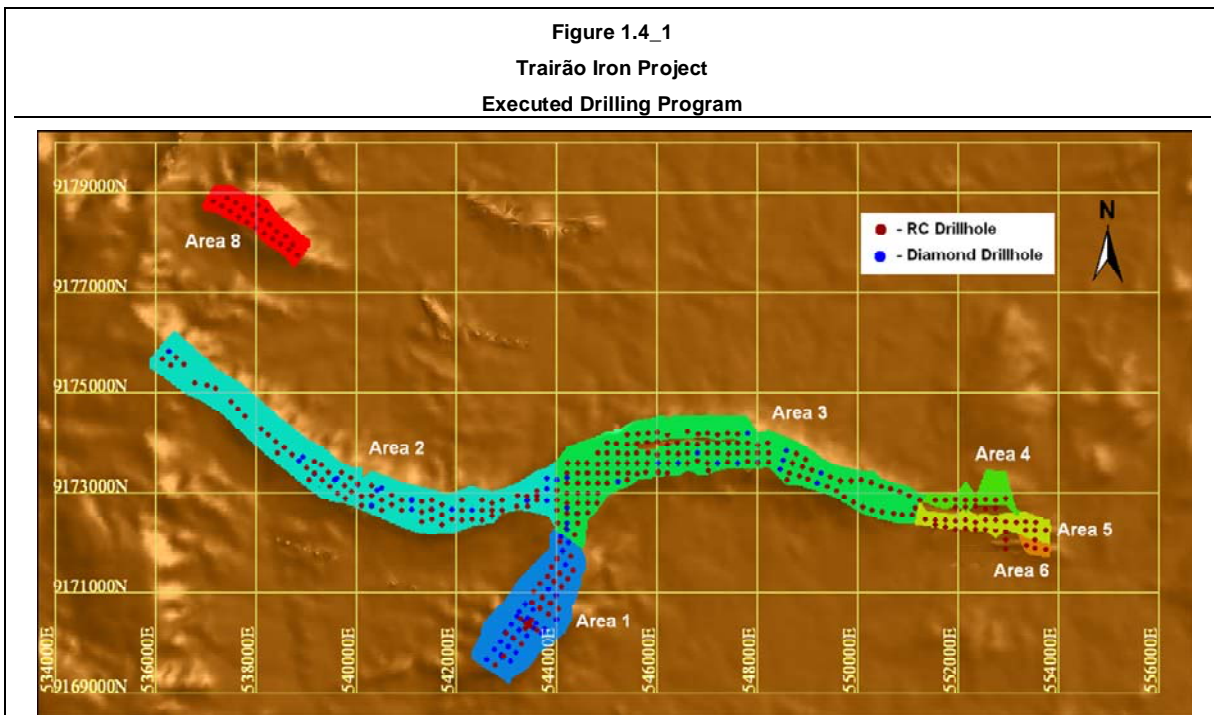 Figure 1.4_1
Trairão Iron Project
Executed Drilling Program
9179000N
Area 8
- RC Drillhole
- Diamond Drillhole
N
9177000N
9175000N
Area 2
Area 3
Area 4
9173000N
Area 5
Area 6
9171000N
Area 1
9169000N
534000E
536000E
538000E
540000E
542000E
544000E
546000E
548000E
550000E
552000E
554000E
556000E